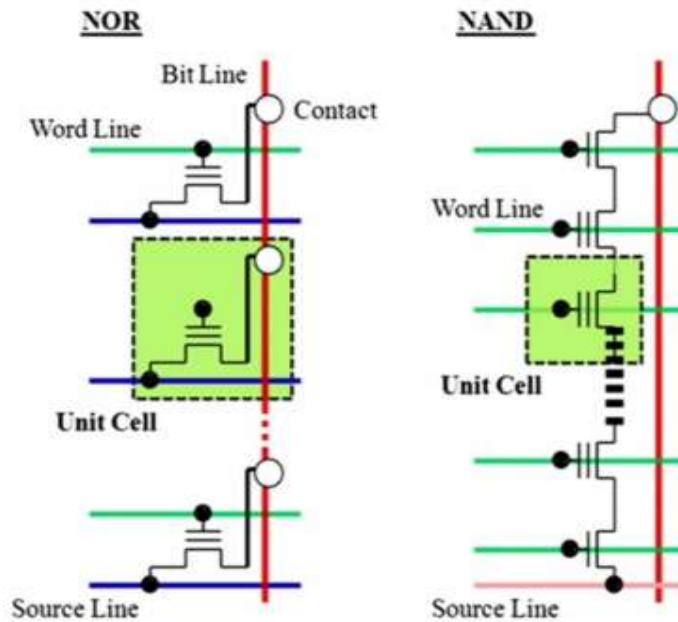 NOR
Bit Line
Contact
Word Line
Unit Cell
Source Line
NAND
Word Line
Unit Cell
Source Line